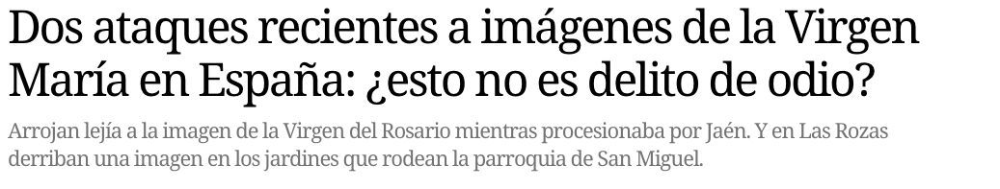 Dos ataques recientes a imágenes de la Virgen
María en España: ¿esto no es delito de odio?
Arrojan lejía a la imagen de la Virgen del Rosario mientras procesionaba por Jaén. Y en Las Rozas
derriban una imagen en los jardines que rodean la parroquia de San Miguel.